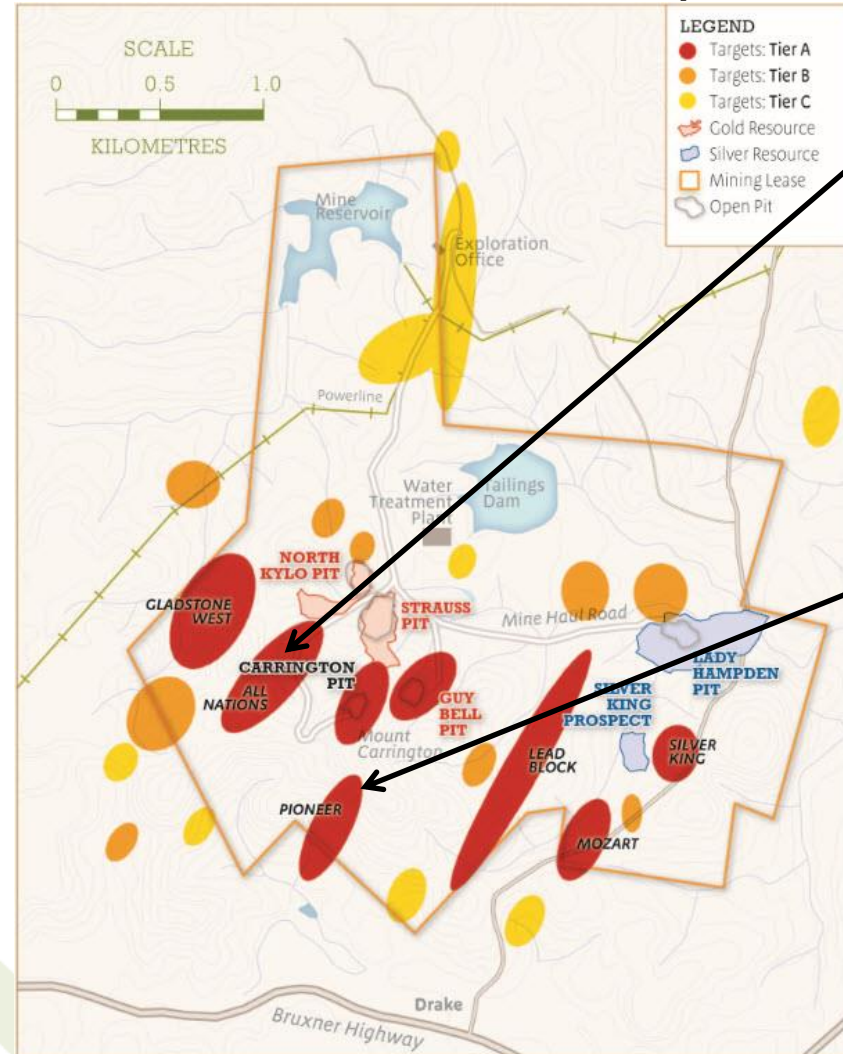 SCALE
0 0.5 1.0
KILOMETRES
LEGEND
Targets: Tier A
Targets: Tier B
Targets: Tier C
Gold Resource
Silver Resource
Mining Lease
Open Pit
Mine
Reservoir
Exploration
Office
Powerline
Water
Treatment
Plant
Tailings
Dam
NORTH
KYLO PIT
GLADSTONE
WEST
STRAUSS
PIT
Mine Haul Road
CARRINGTON
PIT
ALL
NATIONS
GUY
BELL
PIT
Mount
Carrington
LADY
HAMPDEN
PIT
SILVER
KING
PROSPECT
LEAD
BLOCK
SILVER
KING
PIONEER
MOZART
Drake
Bruxner Highway